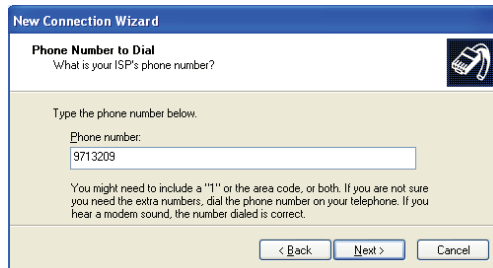 New Connection Wizard
Phone Number to Dial
What is your ISP's phone number?
Type the phone number below.
Phone number:
9713209
You might need to include a "1" or the area code, or both. If you are not sure
you need the extra numbers, dial the phone number on your telephone. If you
hear a modem sound, the number dialed is correct.
< Back
Next >
Cancel